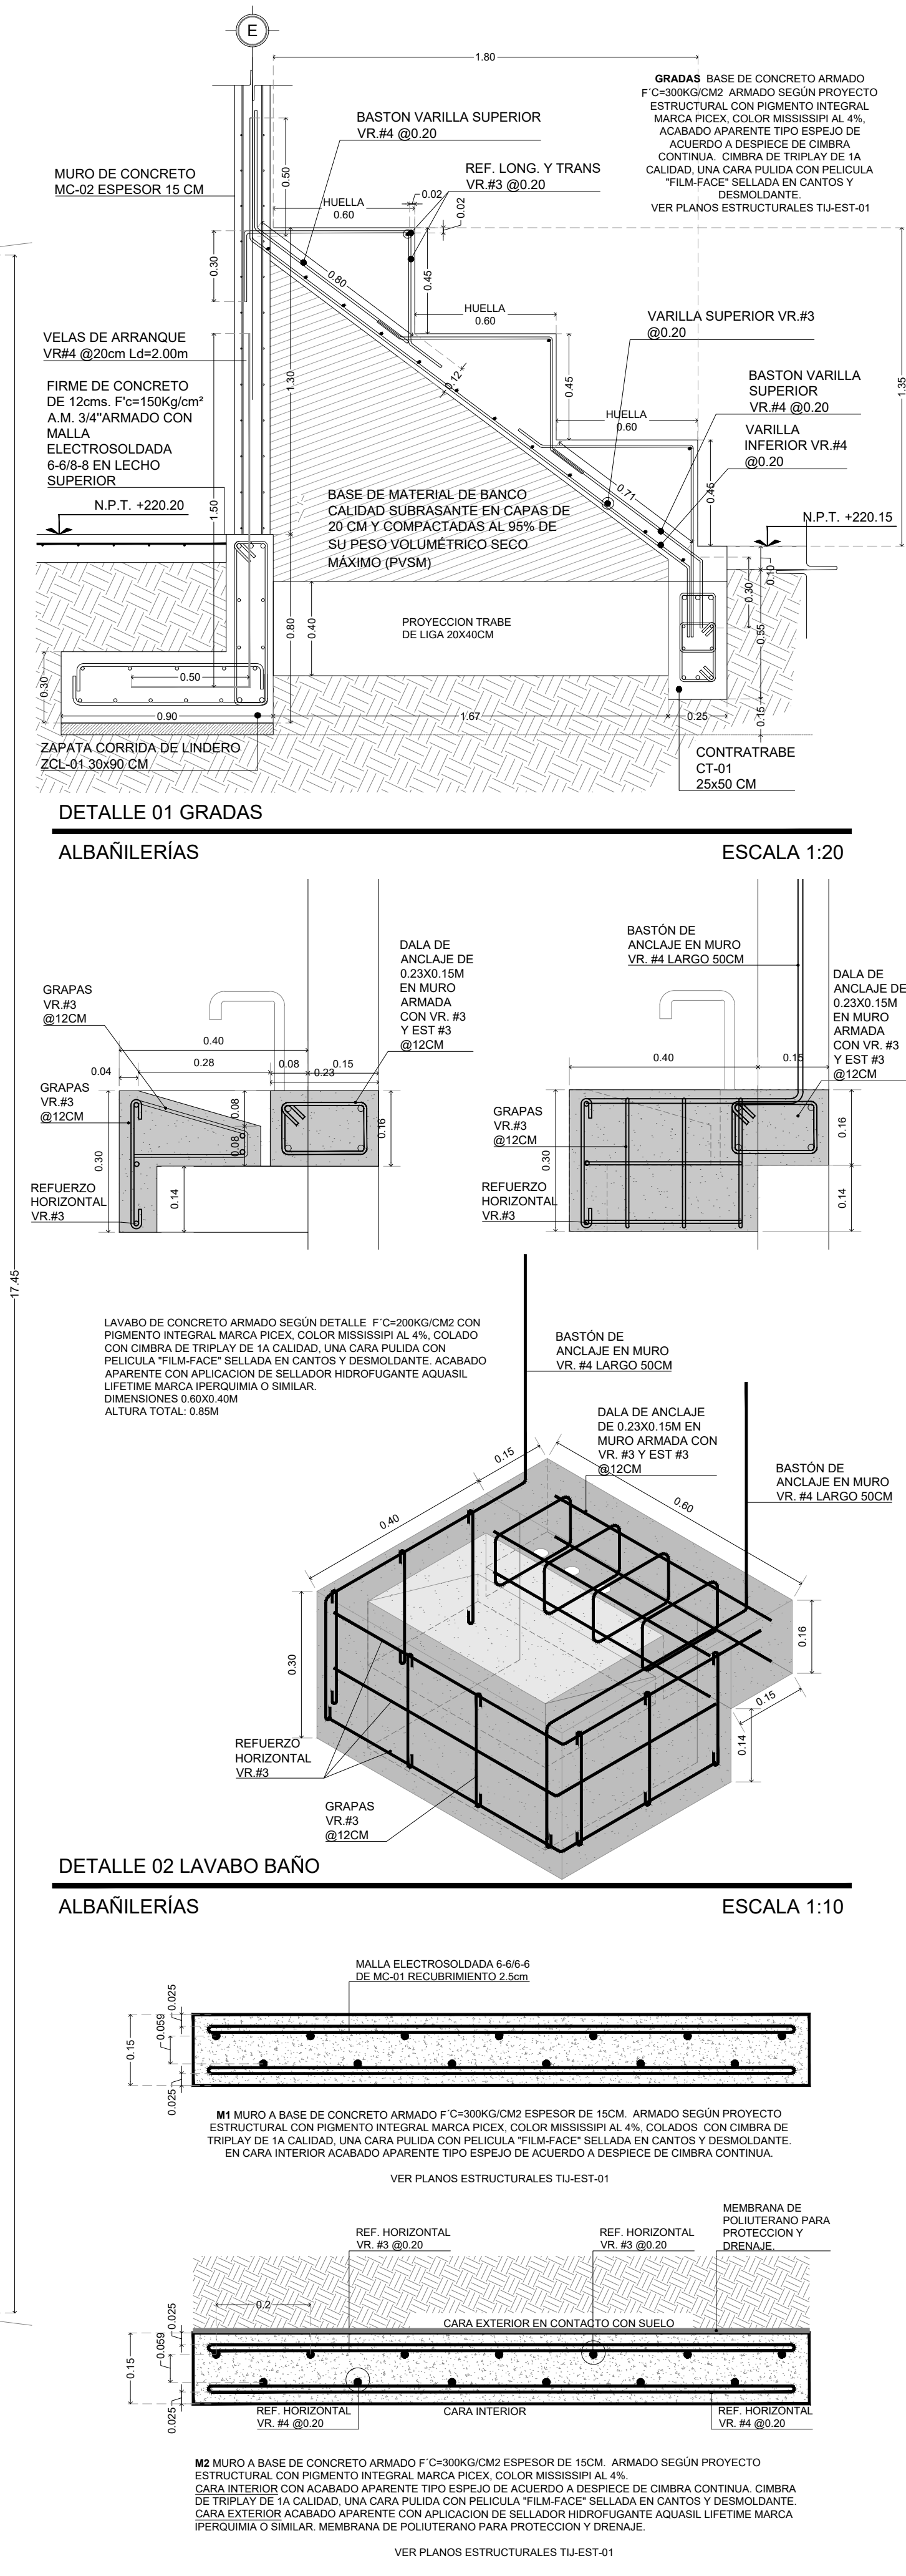 E
1.80
GRADAS BASE DE CONCRETO ARMADO
F´C=300KG/CM2 ARMADO SEGÚN PROYECTO
ESTRUCTURAL CON PIGMENTO INTEGRAL
MARCA PICEX, COLOR MISSISSIPI AL 4%,
ACABADO APARENTE TIPO ESPEJO DE
ACUERDO A DESPIECE DE CIMBRA
CONTINUA. CIMBRA DE TRIPLAY DE 1A
CALIDAD, UNA CARA PULIDA CON PELICULA
"FILM-FACE" SELLADA EN CANTOS Y
DESMOLDANTE.
VER PLANOS ESTRUCTURALES TIJ-EST-01
BASTON VARILLA SUPERIOR
VR.#4 @0.20
REF. LONG. Y TRANS
VR.#3 @0.20
MURO DE CONCRETO
MC-02 ESPESOR 15 CM
0.50
0.02
0.02
HUELLA
0.60
0.30
0.80
0.45
HUELLA
0.60
VARILLA SUPERIOR VR.#3
@0.20
VELAS DE ARRANQUE
VR#4 @20cm Ld=2.00m
1.30
0.12
0.45
1.35
BASTON VARILLA
SUPERIOR
VR.#4 @0.20
FIRME DE CONCRETO
DE 12cms. F'c=150Kg/cm²
A.M. 3/4"ARMADO CON
MALLA
ELECTROSOLDADA
6-6/8-8 EN LECHO
SUPERIOR
HUELLA
0.60
VARILLA
INFERIOR VR.#4
@0.20
0.71
0.45
N.P.T. +220.20
1.50
BASE DE MATERIAL DE BANCO
CALIDAD SUBRASANTE EN CAPAS DE
20 CM Y COMPACTADAS AL 95% DE
SU PESO VOLUMÉTRICO SECO
MÁXIMO (PVSM)
N.P.T. +220.15
0.10
0.30
0.80
0.40
PROYECCION TRABE
DE LIGA 20X40CM
0.55
0.30
0.50
0.90
1.67
0.25
0.15
ZAPATA CORRIDA DE LINDERO
ZCL-01 30x90 CM
CONTRATRABE
CT-01
25x50 CM
DETALLE 01 GRADAS
ALBAÑILERÍAS
ESCALA 1:20
DALA DE
ANCLAJE DE
0.23X0.15M
EN MURO
ARMADA
CON VR. #3
Y EST #3
@12CM
GRAPAS
VR.#3
@12CM
0.40
0.28
0.08
0.15
0.04
0.23
GRAPAS
VR.#3
@12CM
0.08
0.08
0.16
0.30
REFUERZO
HORIZONTAL
VR.#3
0.14
BASTÓN DE
ANCLAJE EN MURO
VR. #4 LARGO 50CM
DALA DE
ANCLAJE DE
0.23X0.15M
EN MURO
ARMADA
CON VR. #3
Y EST #3
@12CM
0.40
0.15
GRAPAS
VR.#3
@12CM
0.16
0.30
REFUERZO
HORIZONTAL
VR.#3
0.14
17.45
LAVABO DE CONCRETO ARMADO SEGÚN DETALLE F´C=200KG/CM2 CON
PIGMENTO INTEGRAL MARCA PICEX, COLOR MISSISSIPI AL 4%, COLADO
CON CIMBRA DE TRIPLAY DE 1A CALIDAD, UNA CARA PULIDA CON
PELICULA "FILM-FACE" SELLADA EN CANTOS Y DESMOLDANTE. ACABADO
APARENTE CON APLICACION DE SELLADOR HIDROFUGANTE AQUASIL
LIFETIME MARCA IPERQUIMIA O SIMILAR.
DIMENSIONES 0.60X0.40M
ALTURA TOTAL: 0.85M
BASTÓN DE
ANCLAJE EN MURO
VR. #4 LARGO 50CM
DALA DE ANCLAJE
DE 0.23X0.15M EN
MURO ARMADA CON
VR. #3 Y EST #3
@12CM
BASTÓN DE
ANCLAJE EN MURO
VR. #4 LARGO 50CM
0.15
0.40
0.60
0.30
0.16
0.15
0.14
REFUERZO
HORIZONTAL
VR.#3
GRAPAS
VR.#3
@12CM
DETALLE 02 LAVABO BAÑO
ALBAÑILERÍAS
ESCALA 1:10
MALLA ELECTROSOLDADA 6-6/6-6
DE MC-01 RECUBRIMIENTO 2.5cm
0.025
0.059
0.15
0.025
M1 MURO A BASE DE CONCRETO ARMADO F´C=300KG/CM2 ESPESOR DE 15CM. ARMADO SEGÚN PROYECTO
ESTRUCTURAL CON PIGMENTO INTEGRAL MARCA PICEX, COLOR MISSISSIPI AL 4%, COLADOS CON CIMBRA DE
TRIPLAY DE 1A CALIDAD, UNA CARA PULIDA CON PELICULA "FILM-FACE" SELLADA EN CANTOS Y DESMOLDANTE.
EN CARA INTERIOR ACABADO APARENTE TIPO ESPEJO DE ACUERDO A DESPIECE DE CIMBRA CONTINUA.
VER PLANOS ESTRUCTURALES TIJ-EST-01
REF. HORIZONTAL
VR. #3 @0.20
REF. HORIZONTAL
VR. #3 @0.20
MEMBRANA DE
POLIUTERANO PARA
PROTECCION Y
DRENAJE.
0.2
CARA EXTERIOR EN CONTACTO CON SUELO
0.025
0.059
0.15
0.025
REF. HORIZONTAL
VR. #4 @0.20
CARA INTERIOR
REF. HORIZONTAL
VR. #4 @0.20
M2 MURO A BASE DE CONCRETO ARMADO F´C=300KG/CM2 ESPESOR DE 15CM. ARMADO SEGÚN PROYECTO
ESTRUCTURAL CON PIGMENTO INTEGRAL MARCA PICEX, COLOR MISSISSIPI AL 4%.
CARA INTERIOR CON ACABADO APARENTE TIPO ESPEJO DE ACUERDO A DESPIECE DE CIMBRA CONTINUA. CIMBRA
DE TRIPLAY DE 1A CALIDAD, UNA CARA PULIDA CON PELICULA "FILM-FACE" SELLADA EN CANTOS Y DESMOLDANTE.
CARA EXTERIOR ACABADO APARENTE CON APLICACION DE SELLADOR HIDROFUGANTE AQUASIL LIFETIME MARCA
IPERQUIMIA O SIMILAR. MEMBRANA DE POLIUTERANO PARA PROTECCION Y DRENAJE.
VER PLANOS ESTRUCTURALES TIJ-EST-01